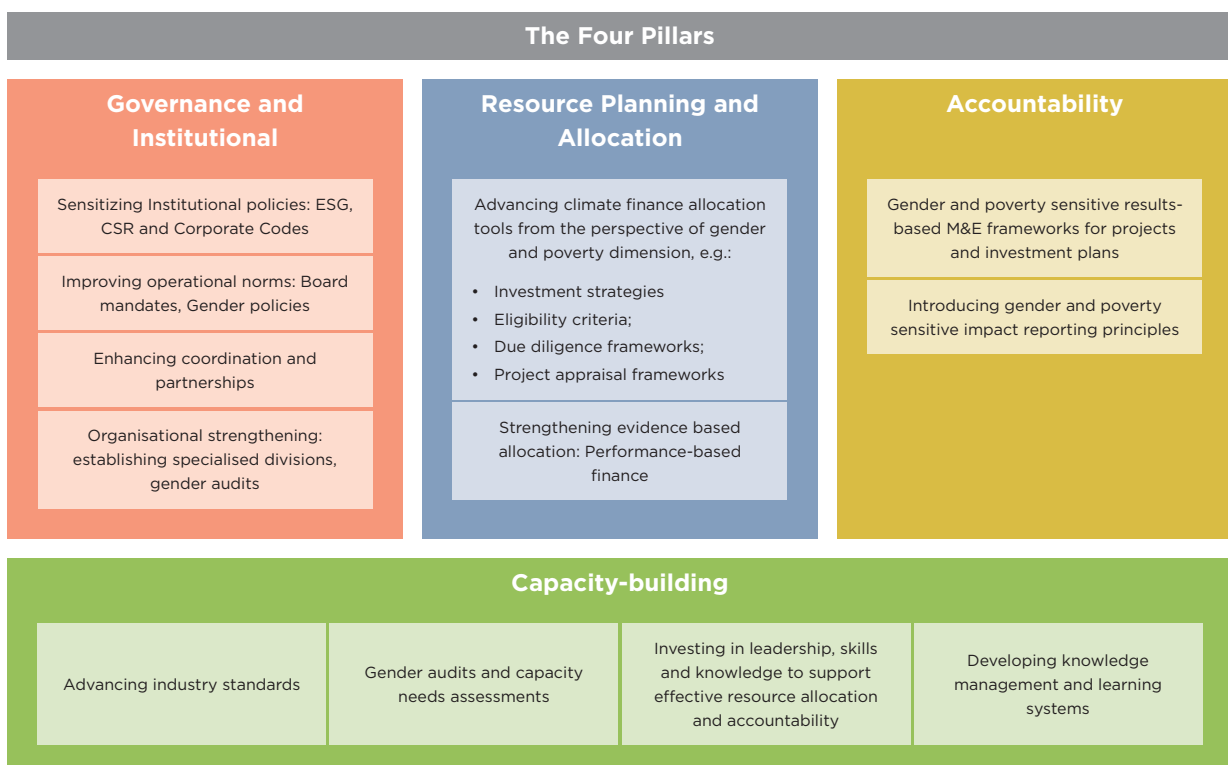 The Four Pillars
Governance and
Institutional
Sensitizing Institutional policies: ESG,
CSR and Corporate Codes
Improving operational norms: Board
mandates, Gender policies
Enhancing coordination and
partnerships
Organisational strengthening:
establishing specialised divisions,
gender audits
Resource Planning and
Allocation
Advancing climate finance allocation
tools from the perspective of gender
and poverty dimension, e.g.:
• Investment strategies
• Eligibility criteria;
• Due diligence frameworks;
• Project appraisal frameworks
Strengthening evidence based
allocation: Performance-based
finance
Accountability
Gender and poverty sensitive results-
based M&E frameworks for projects
and investment plans
Introducing gender and poverty
sensitive impact reporting principles
Capacity-building
Advancing industry standards
Gender audits and capacity
needs assessments
Investing in leadership, skills
and knowledge to support
effective resource allocation
and accountability
Developing knowledge
management and learning
systems